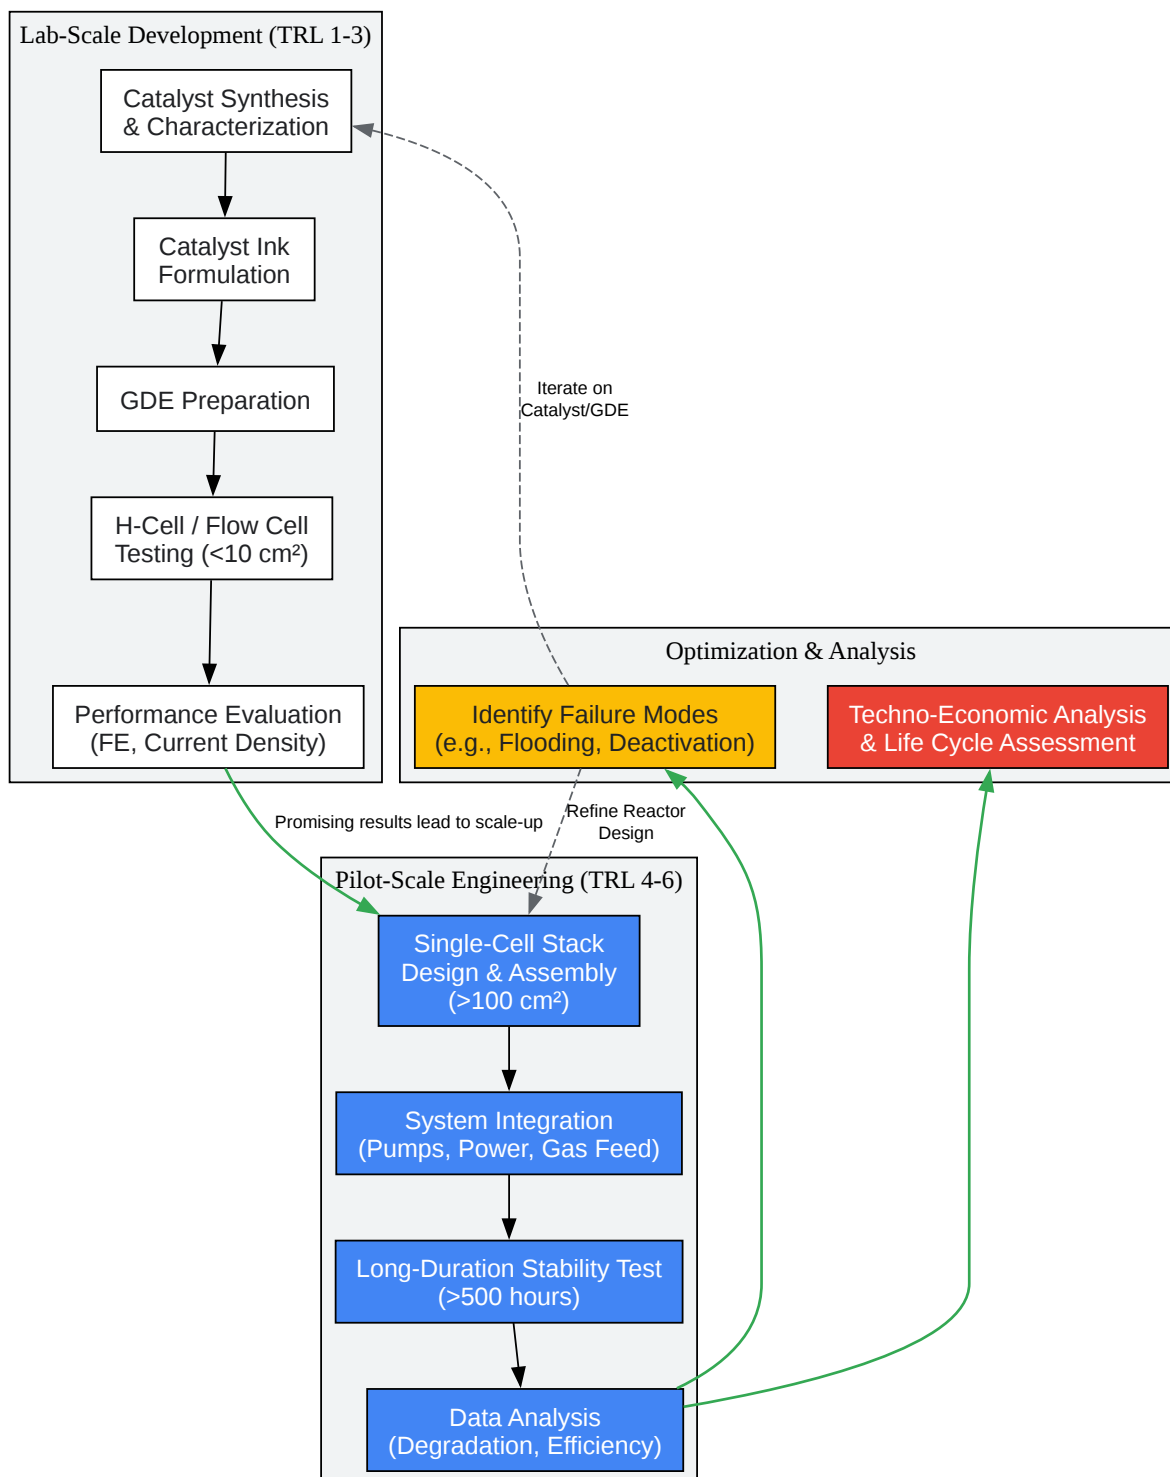 Lab-Scale Development (TRL 1-3)
Catalyst Synthesis
& Characterization
Catalyst Ink
Formulation
GDE Preparation
H-Cell / Flow Cell
Testing (<10 cm²)
Performance Evaluation
(FE, Current Density)
Iterate on
Catalyst/GDE
Optimization & Analysis
Identify Failure Modes
(e.g., Flooding, Deactivation)
Techno-Economic Analysis
& Life Cycle Assessment
Promising results lead to scale-up
Refine Reactor
Design
Pilot-Scale Engineering (TRL 4-6)
Single-Cell Stack
Design & Assembly
(>100 cm²)
System Integration
(Pumps, Power, Gas Feed)
Long-Duration Stability Test
(>500 hours)
Data Analysis
(Degradation, Efficiency)